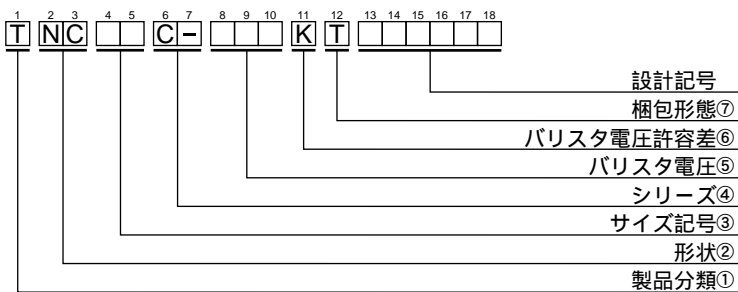 1 2 3 4 5 6 7 8 9 10 11 12 13 14 15 16 17 18
T NC C- K T
設計記号
梱包形態⑦
バリスタ電圧許容差⑥
バリスタ電圧⑤
シリーズ④
サイズ記号③
形状②
製品分類①